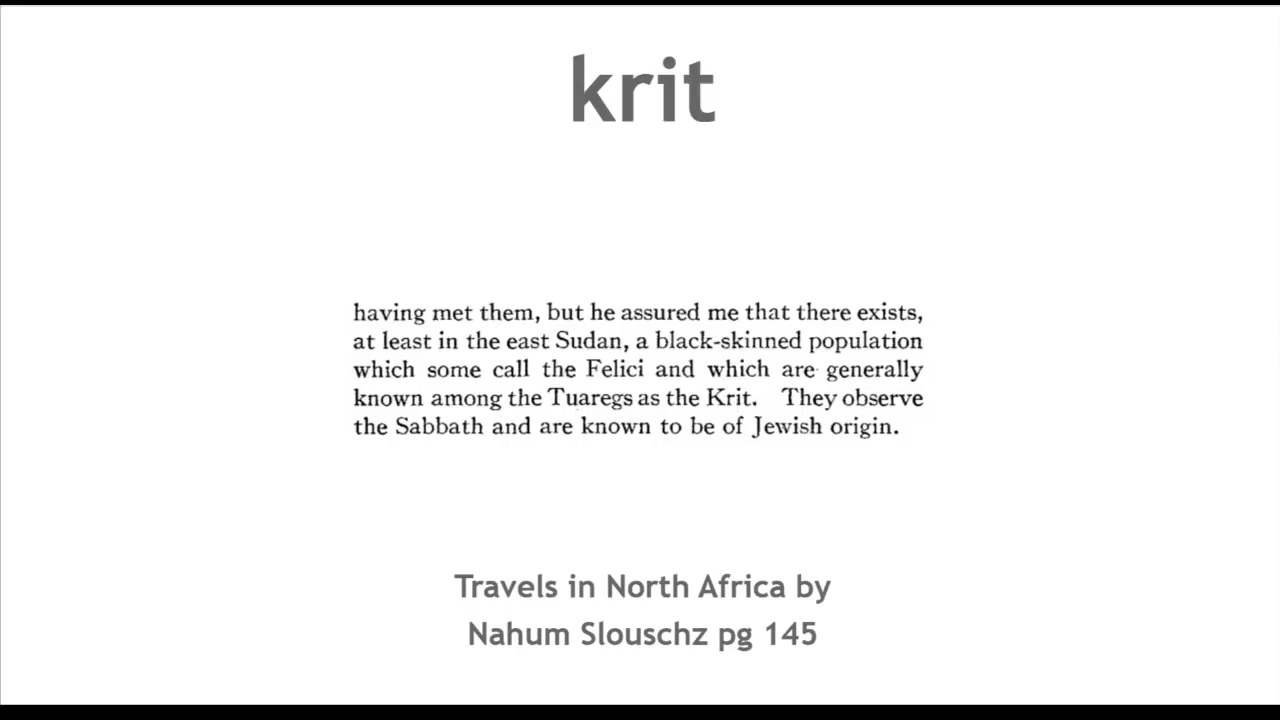 krit
having met them, but he assured me that there exists,
at least in the east Sudan, a black-skinned population
which some call the Felici and which are generally
known among the Tuaregs as the Krit. They observe
the Sabbath and are known to be of Jewish origin.
Travels in North Africa by
Nahum Slouschz pg 145